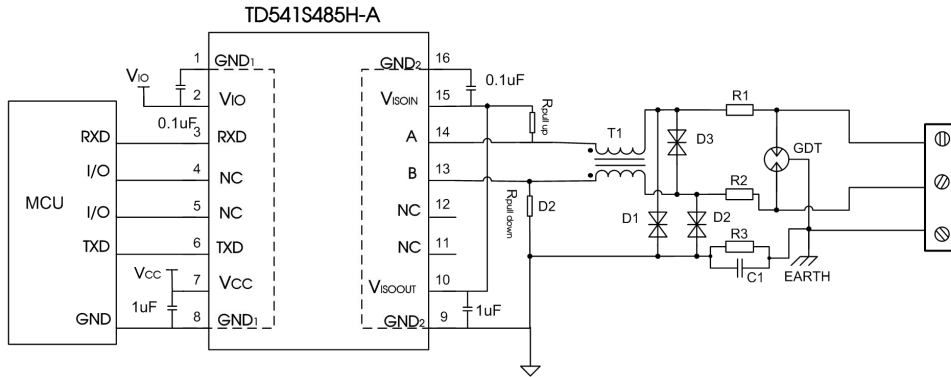 TD541S485H-A
1
GND1
GND2
16
VIO
0.1uF
0.1uF
2
VIO
VISOIN
15
Rpull up
R1
RXD
3
RXD
A
14
T1
D3
GDT
I/O
4
NC
B
13
R2
MCU
I/O
5
NC
NC
12
Rpull down
D2
D1
D2
TXD
6
TXD
NC
11
R3
VCC
7
VCC
VISOOUT
10
C1
EARTH
1uF
1uF
GND
8
GND1
GND2
9